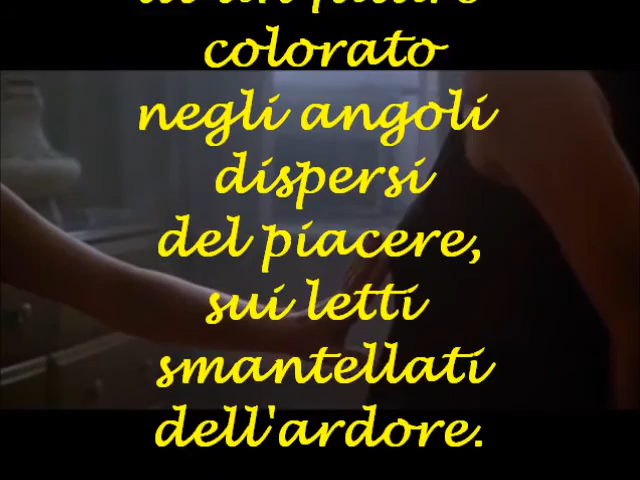 colorato
negli angoli
dispersi
del piacere,
sui letti
smantellati
dell'ardore.